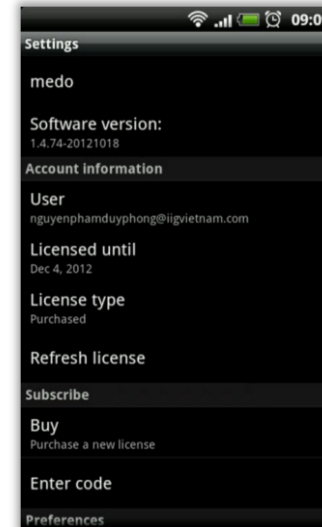 09:0
Settings
medo
Software version:
1.4.74-20121018
Account information
User
nguyenphamduyphong@iigvietnam.com
Licensed until
Dec 4, 2012
License type
Purchased
Refresh license
Subscribe
Buy
Purchase a new license
Enter code
Preferences